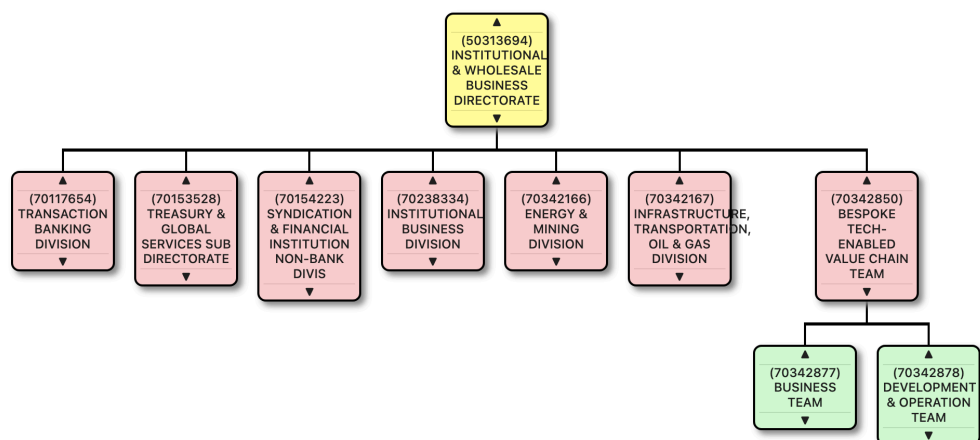 (50313694)
INSTITUTIONAL
& WHOLESALE
BUSINESS
DIRECTORATE
(70117654)
TRANSACTION
BANKING
DIVISION
(70153528)
TREASURY &
GLOBAL
SERVICES SUB
DIRECTORATE
(70154223)
SYNDICATION
& FINANCIAL
INSTITUTION
NON-BANK
DIVIS
(70238334)
INSTITUTIONAL
BUSINESS
DIVISION
(70342166)
ENERGY &
MINING
DIVISION
(70342167)
INFRASTRUCTURE,
TRANSPORTATION,
OIL & GAS
DIVISION
(70342850)
BESPOKE
TECH-
ENABLED
VALUE CHAIN
TEAM
(70342877)
BUSINESS
TEAM
(70342878)
DEVELOPMENT
& OPERATION
TEAM